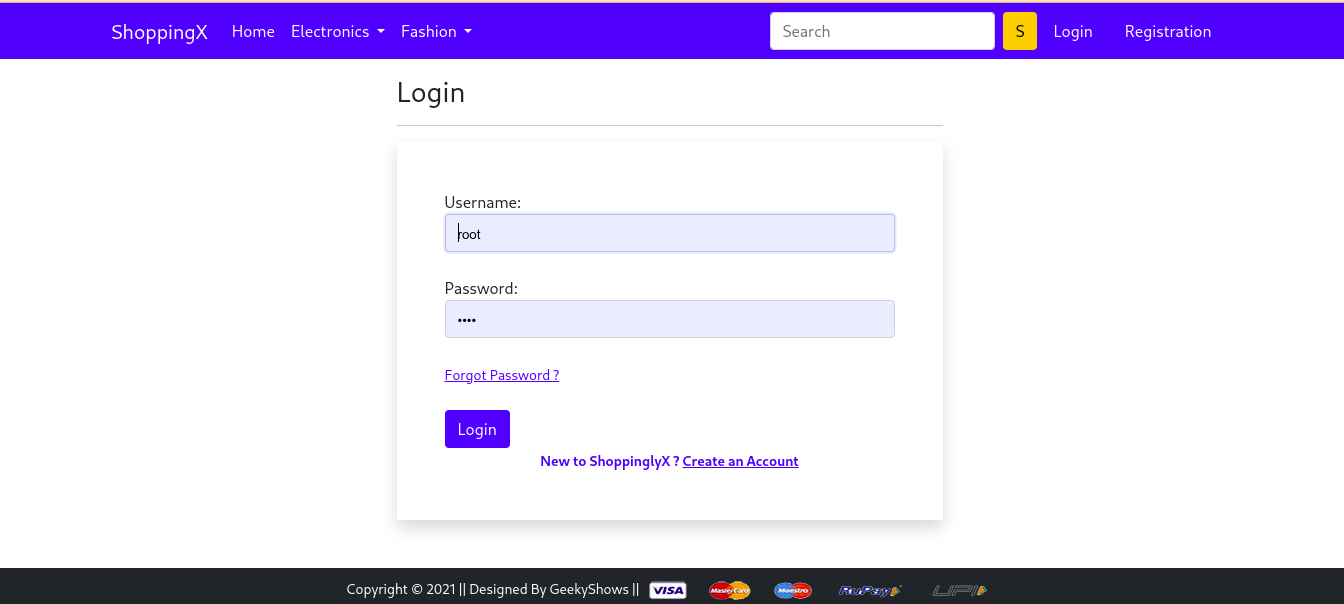 ShoppingX Home Electronics Fashion Search S Login Registration
Login
Username:
root
Password:
••••
Forgot Password ?
Login
New to ShoppinglyX ? Create an Account
Copyright © 2021 || Designed By GeekyShows || VISA MasterCard Maestro RuPay UPI